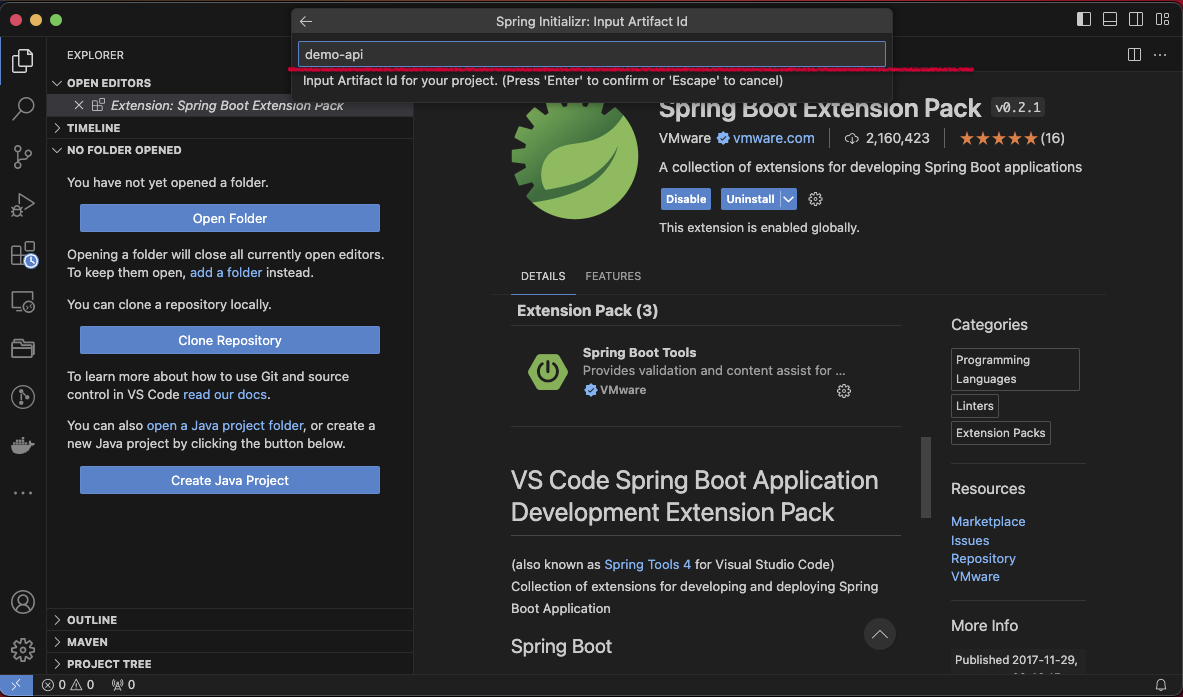 Spring Initializr: Input Artifact Id
demo-api
Input Artifact Id for your project. (Press 'Enter' to confirm or 'Escape' to cancel)
EXPLORER
OPEN EDITORS
Extension: Spring Boot Extension Pack
TIMELINE
NO FOLDER OPENED
You have not yet opened a folder.
Open Folder
Opening a folder will close all currently open editors.
To keep them open, add a folder instead.
You can clone a repository locally.
Clone Repository
To learn more about how to use Git and source
control in VS Code read our docs.
You can also open a Java project folder, or create a
new Java project by clicking the button below.
Create Java Project
OUTLINE
MAVEN
PROJECT TREE
0 0 0
Spring Boot Extension Pack v0.2.1
VMware vmware.com 2,160,423 (16)
A collection of extensions for developing Spring Boot applications
Disable Uninstall
This extension is enabled globally.
DETAILS FEATURES
Extension Pack (3)
Spring Boot Tools
Provides validation and content assist for ...
VMware
VS Code Spring Boot Application
Development Extension Pack
(also known as Spring Tools 4 for Visual Studio Code)
Collection of extensions for developing and deploying Spring
Boot Application
Spring Boot
Categories
Programming
Languages
Linters
Extension Packs
Resources
Marketplace
Issues
Repository
VMware
More Info
Published 2017-11-29,